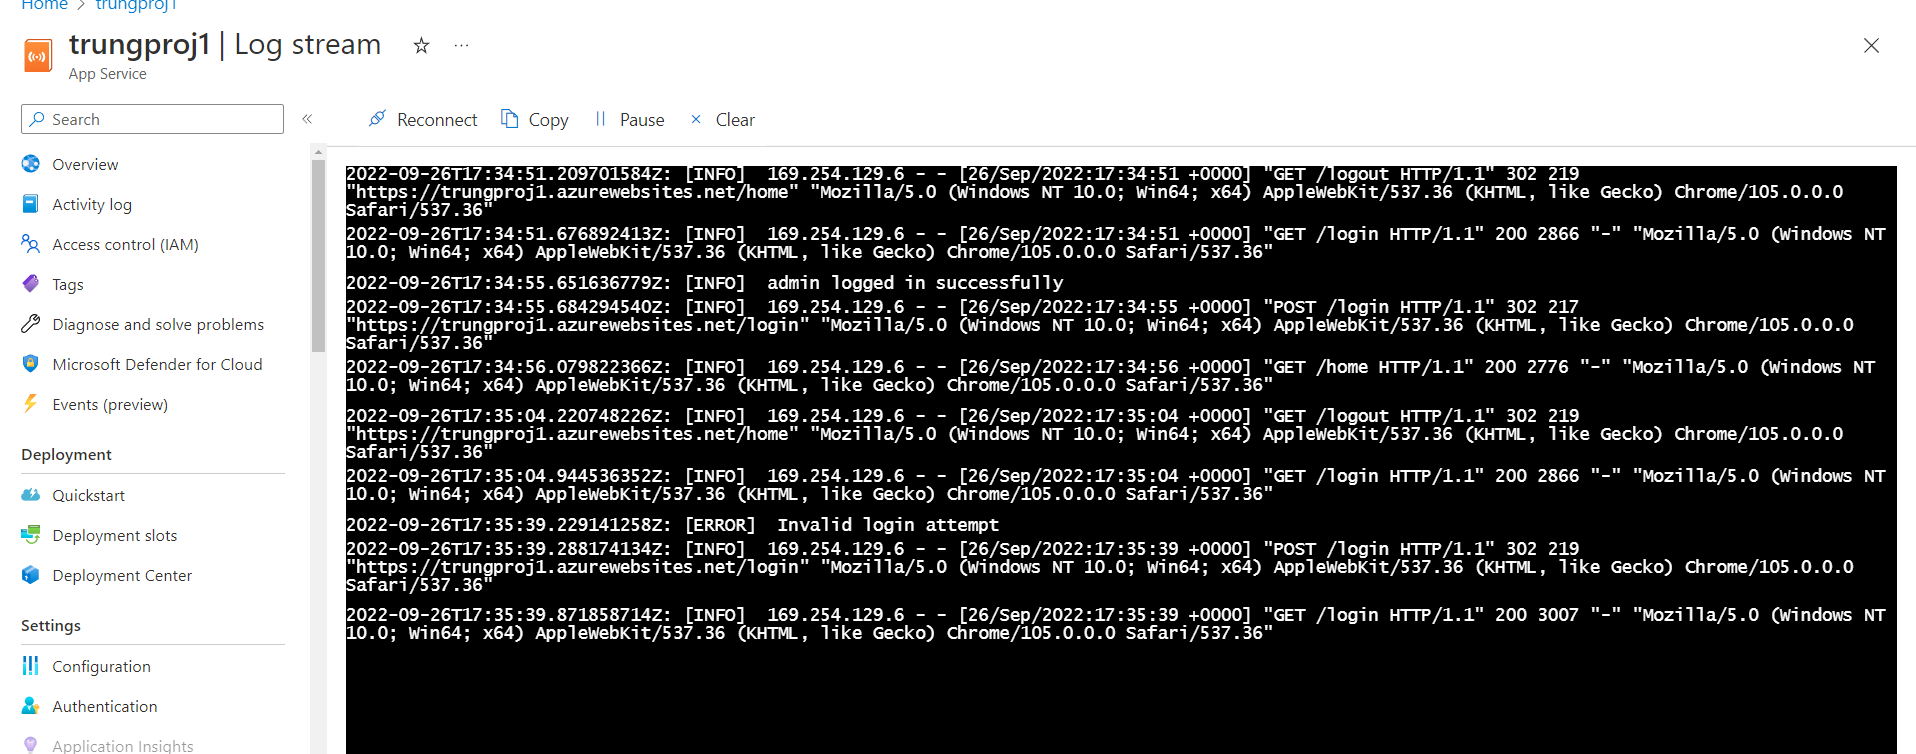 Home > trungproj1
trungproj1 | Log stream
App Service
Search
Reconnect Copy Pause Clear
Overview
Activity log
Access control (IAM)
Tags
Diagnose and solve problems
Microsoft Defender for Cloud
Events (preview)
Deployment
Quickstart
Deployment slots
Deployment Center
Settings
Configuration
Authentication
Application Insights
2022-09-26T17:34:51.209701584Z: [INFO]  169.254.129.6 - - [26/Sep/2022:17:34:51 +0000] "GET /logout HTTP/1.1" 302 219
"https://trungproj1.azurewebsites.net/home" "Mozilla/5.0 (Windows NT 10.0; Win64; x64) AppleWebKit/537.36 (KHTML, like Gecko) Chrome/105.0.0.0
Safari/537.36"
2022-09-26T17:34:51.676892413Z: [INFO]  169.254.129.6 - - [26/Sep/2022:17:34:51 +0000] "GET /login HTTP/1.1" 200 2866 "-" "Mozilla/5.0 (Windows NT
10.0; Win64; x64) AppleWebKit/537.36 (KHTML, like Gecko) Chrome/105.0.0.0 Safari/537.36"
2022-09-26T17:34:55.651636779Z: [INFO]  admin logged in successfully
2022-09-26T17:34:55.684294540Z: [INFO]  169.254.129.6 - - [26/Sep/2022:17:34:55 +0000] "POST /login HTTP/1.1" 302 217
"https://trungproj1.azurewebsites.net/login" "Mozilla/5.0 (Windows NT 10.0; Win64; x64) AppleWebKit/537.36 (KHTML, like Gecko) Chrome/105.0.0.0
Safari/537.36"
2022-09-26T17:34:56.079822366Z: [INFO]  169.254.129.6 - - [26/Sep/2022:17:34:56 +0000] "GET /home HTTP/1.1" 200 2776 "-" "Mozilla/5.0 (Windows NT
10.0; Win64; x64) AppleWebKit/537.36 (KHTML, like Gecko) Chrome/105.0.0.0 Safari/537.36"
2022-09-26T17:35:04.220748226Z: [INFO]  169.254.129.6 - - [26/Sep/2022:17:35:04 +0000] "GET /logout HTTP/1.1" 302 219
"https://trungproj1.azurewebsites.net/home" "Mozilla/5.0 (Windows NT 10.0; Win64; x64) AppleWebKit/537.36 (KHTML, like Gecko) Chrome/105.0.0.0
Safari/537.36"
2022-09-26T17:35:04.944536352Z: [INFO]  169.254.129.6 - - [26/Sep/2022:17:35:04 +0000] "GET /login HTTP/1.1" 200 2866 "-" "Mozilla/5.0 (Windows NT
10.0; Win64; x64) AppleWebKit/537.36 (KHTML, like Gecko) Chrome/105.0.0.0 Safari/537.36"
2022-09-26T17:35:39.229141258Z: [ERROR]  Invalid login attempt
2022-09-26T17:35:39.288174134Z: [INFO]  169.254.129.6 - - [26/Sep/2022:17:35:39 +0000] "POST /login HTTP/1.1" 302 219
"https://trungproj1.azurewebsites.net/login" "Mozilla/5.0 (Windows NT 10.0; Win64; x64) AppleWebKit/537.36 (KHTML, like Gecko) Chrome/105.0.0.0
Safari/537.36"
2022-09-26T17:35:39.871858714Z: [INFO]  169.254.129.6 - - [26/Sep/2022:17:35:39 +0000] "GET /login HTTP/1.1" 200 3007 "-" "Mozilla/5.0 (Windows NT
10.0; Win64; x64) AppleWebKit/537.36 (KHTML, like Gecko) Chrome/105.0.0.0 Safari/537.36"